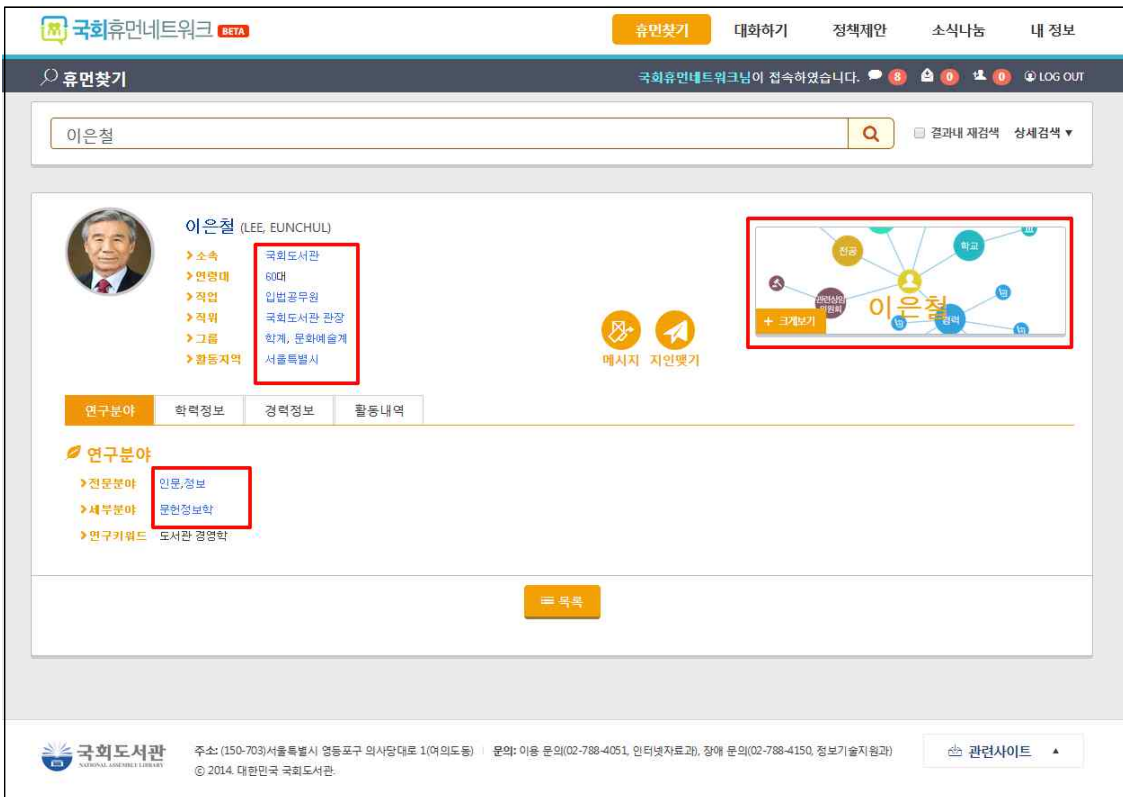 국회휴먼네트워크 BETA
휴먼찾기 대화하기 정책제안 소식나눔 내 정보
휴먼찾기
국회휴먼네트워크님이 접속하였습니다. 8 0 0 LOG OUT
이은철
결과내 재검색 상세검색 ▼
이은철 (LEE, EUNCHUL)
소속 국회도서관
연령대 60대
직업 입법공무원
직위 국회도서관 관장
그룹 학계, 문화예술계
활동지역 서울특별시
메시지 지인맺기
전공 학교
관련상임위원회
이은철
경력
+ 크게보기
연구분야 학력정보 경력정보 활동내역
연구분야
전문분야 인문,정보
세부분야 문헌정보학
연구키워드 도서관 경영학
목록
국회도서관
NATIONAL ASSEMBLY LIBRARY
주소: (150-703)서울특별시 영등포구 의사당대로 1(여의도동) | 문의: 이용 문의(02-788-4051, 인터넷자료과), 장애 문의(02-788-4150, 정보기술지원과)
ⓒ 2014. 대한민국 국회도서관.
관련사이트 ▲